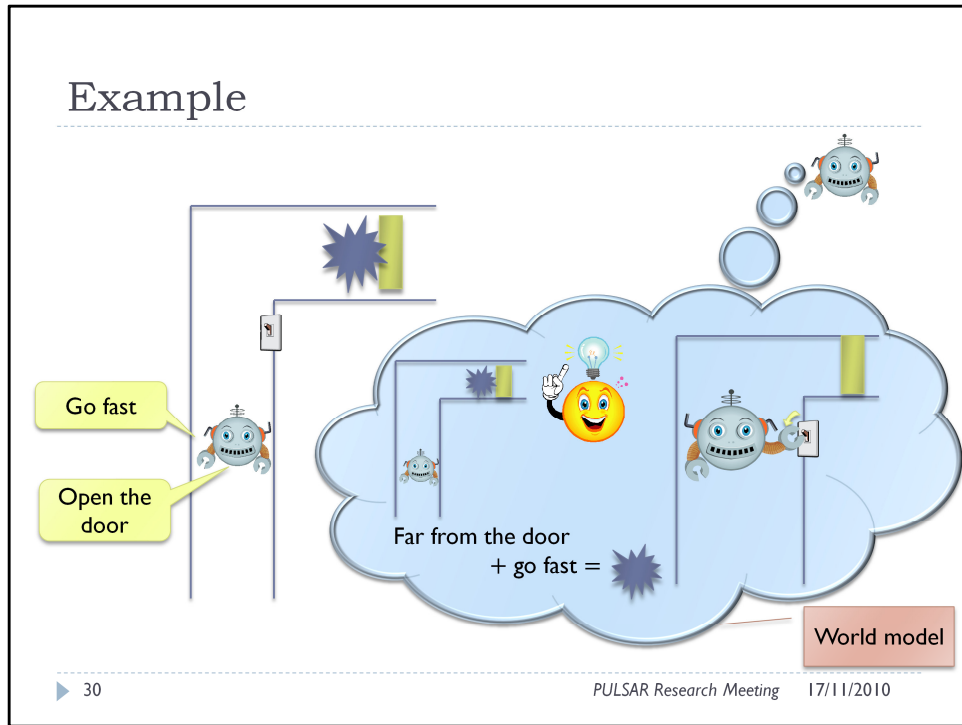 Example
Go fast
Open the
door
Far from the door
+ go fast =
World model
30
PULSAR Research Meeting 17/11/2010